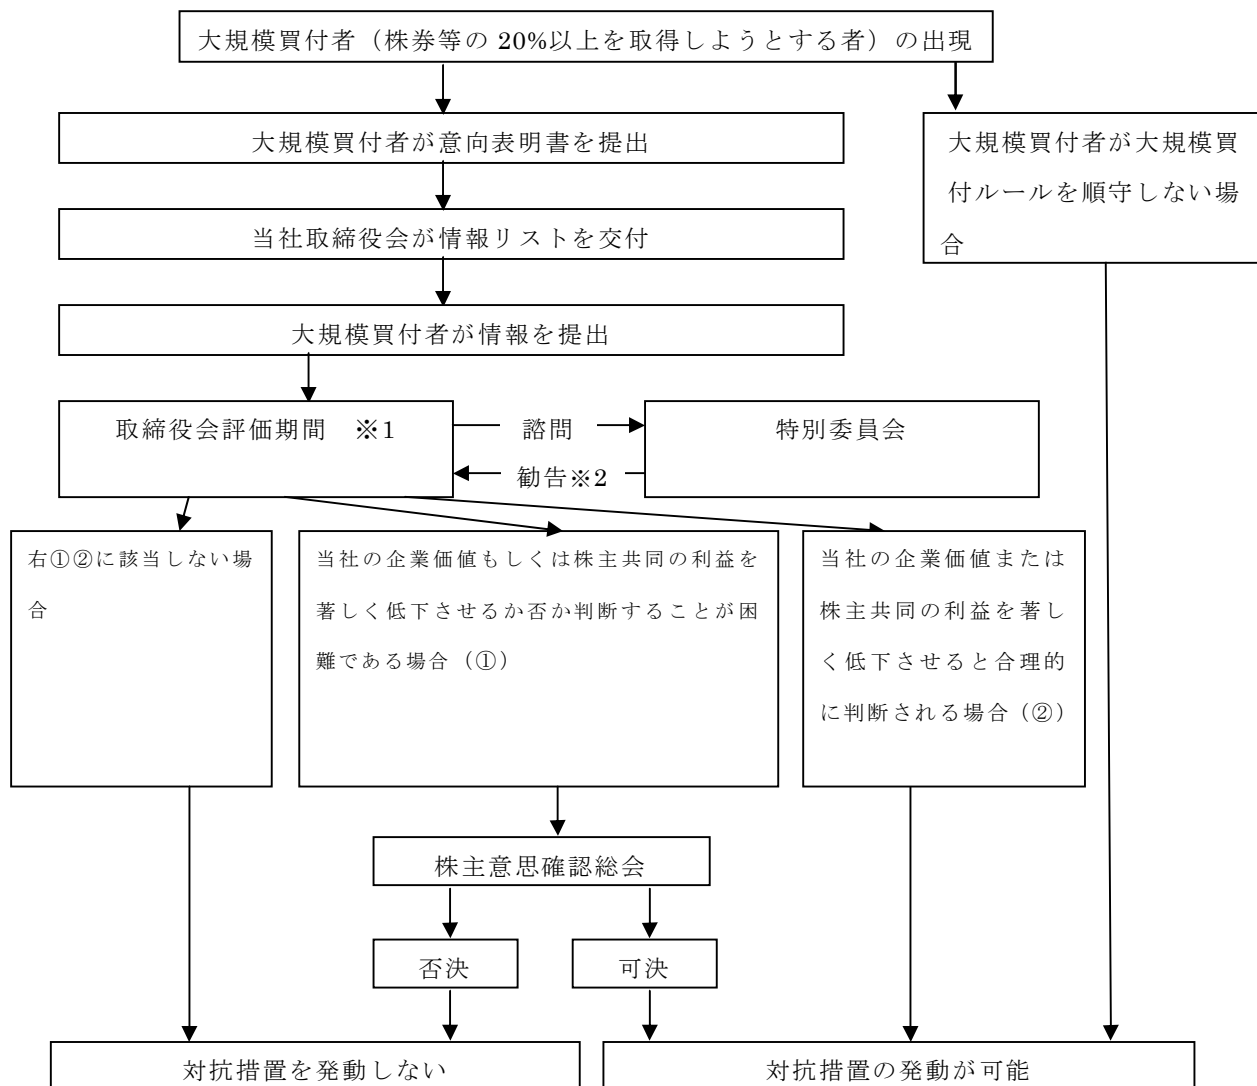 大規模買付者（株券等の 20%以上を取得しようとする者）の出現
大規模買付者が意向表明書を提出
大規模買付者が大規模買
付ルールを順守しない場
合
当社取締役会が情報リストを交付
大規模買付者が情報を提出
取締役会評価期間　※1
諮問
勧告※2
特別委員会
右①②に該当しない場
合
当社の企業価値もしくは株主共同の利益を
著しく低下させるか否か判断することが困
難である場合（①）
当社の企業価値または
株主共同の利益を著し
く低下させると合理的
に判断される場合（②）
株主意思確認総会
否決
可決
対抗措置を発動しない
対抗措置の発動が可能